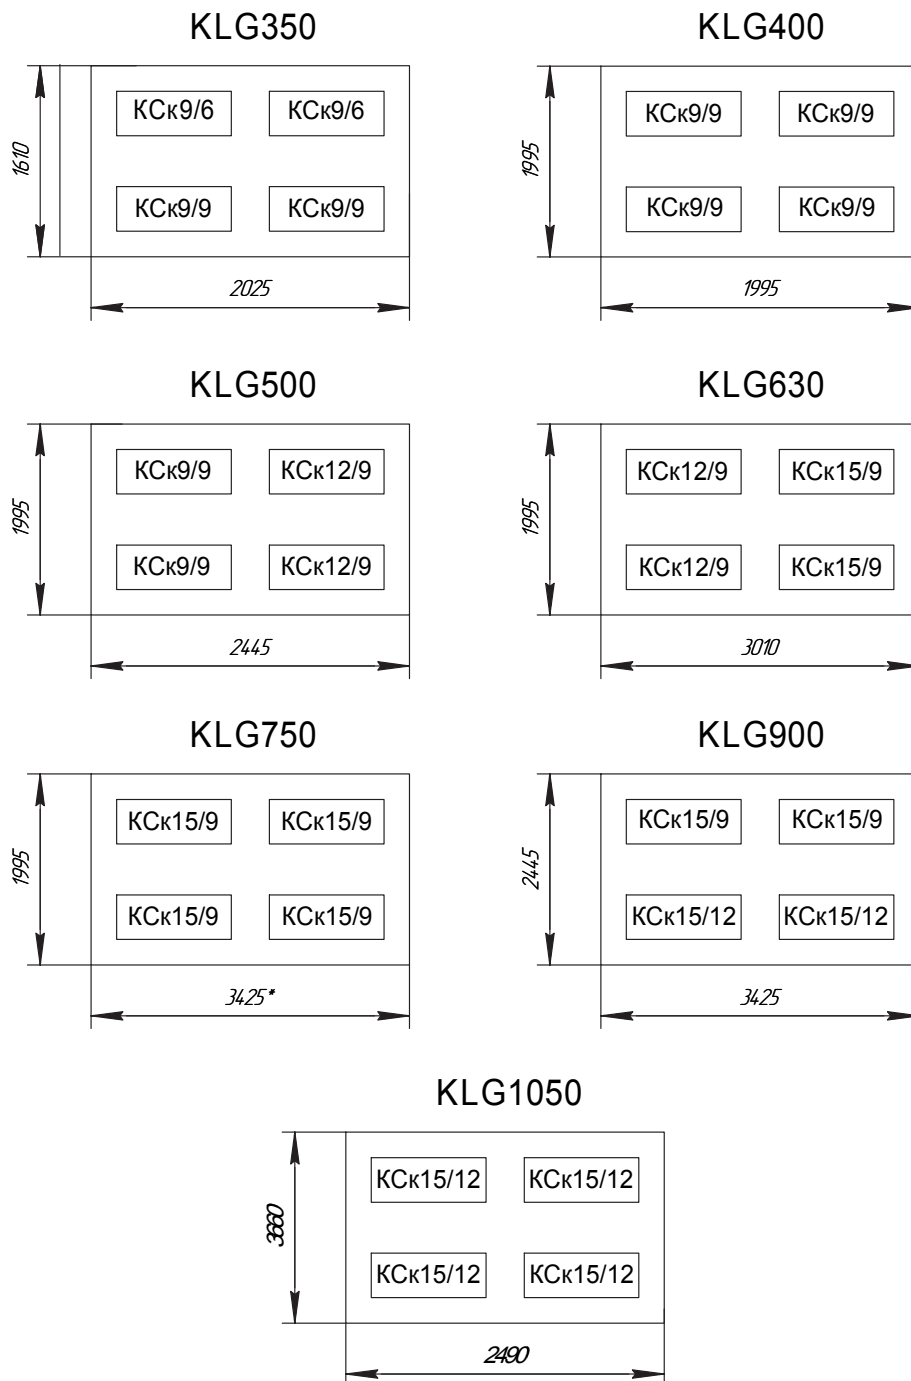 KLG350 KLG400
КСк9/6 КСк9/6 КСк9/9 КСк9/9
1610 1995
КСк9/9 КСк9/9 КСк9/9 КСк9/9
2025 1995
KLG500 KLG630
КСк9/9 КСк12/9 КСк12/9 КСк15/9
1995 1995
КСк9/9 КСк12/9 КСк12/9 КСк15/9
2445 3010
KLG750 KLG900
КСк15/9 КСк15/9 КСк15/9 КСк15/9
1995 2445
КСк15/9 КСк15/9 КСк15/12 КСк15/12
3425* 3425
KLG1050
КСк15/12 КСк15/12
3660
КСк15/12 КСк15/12
2490